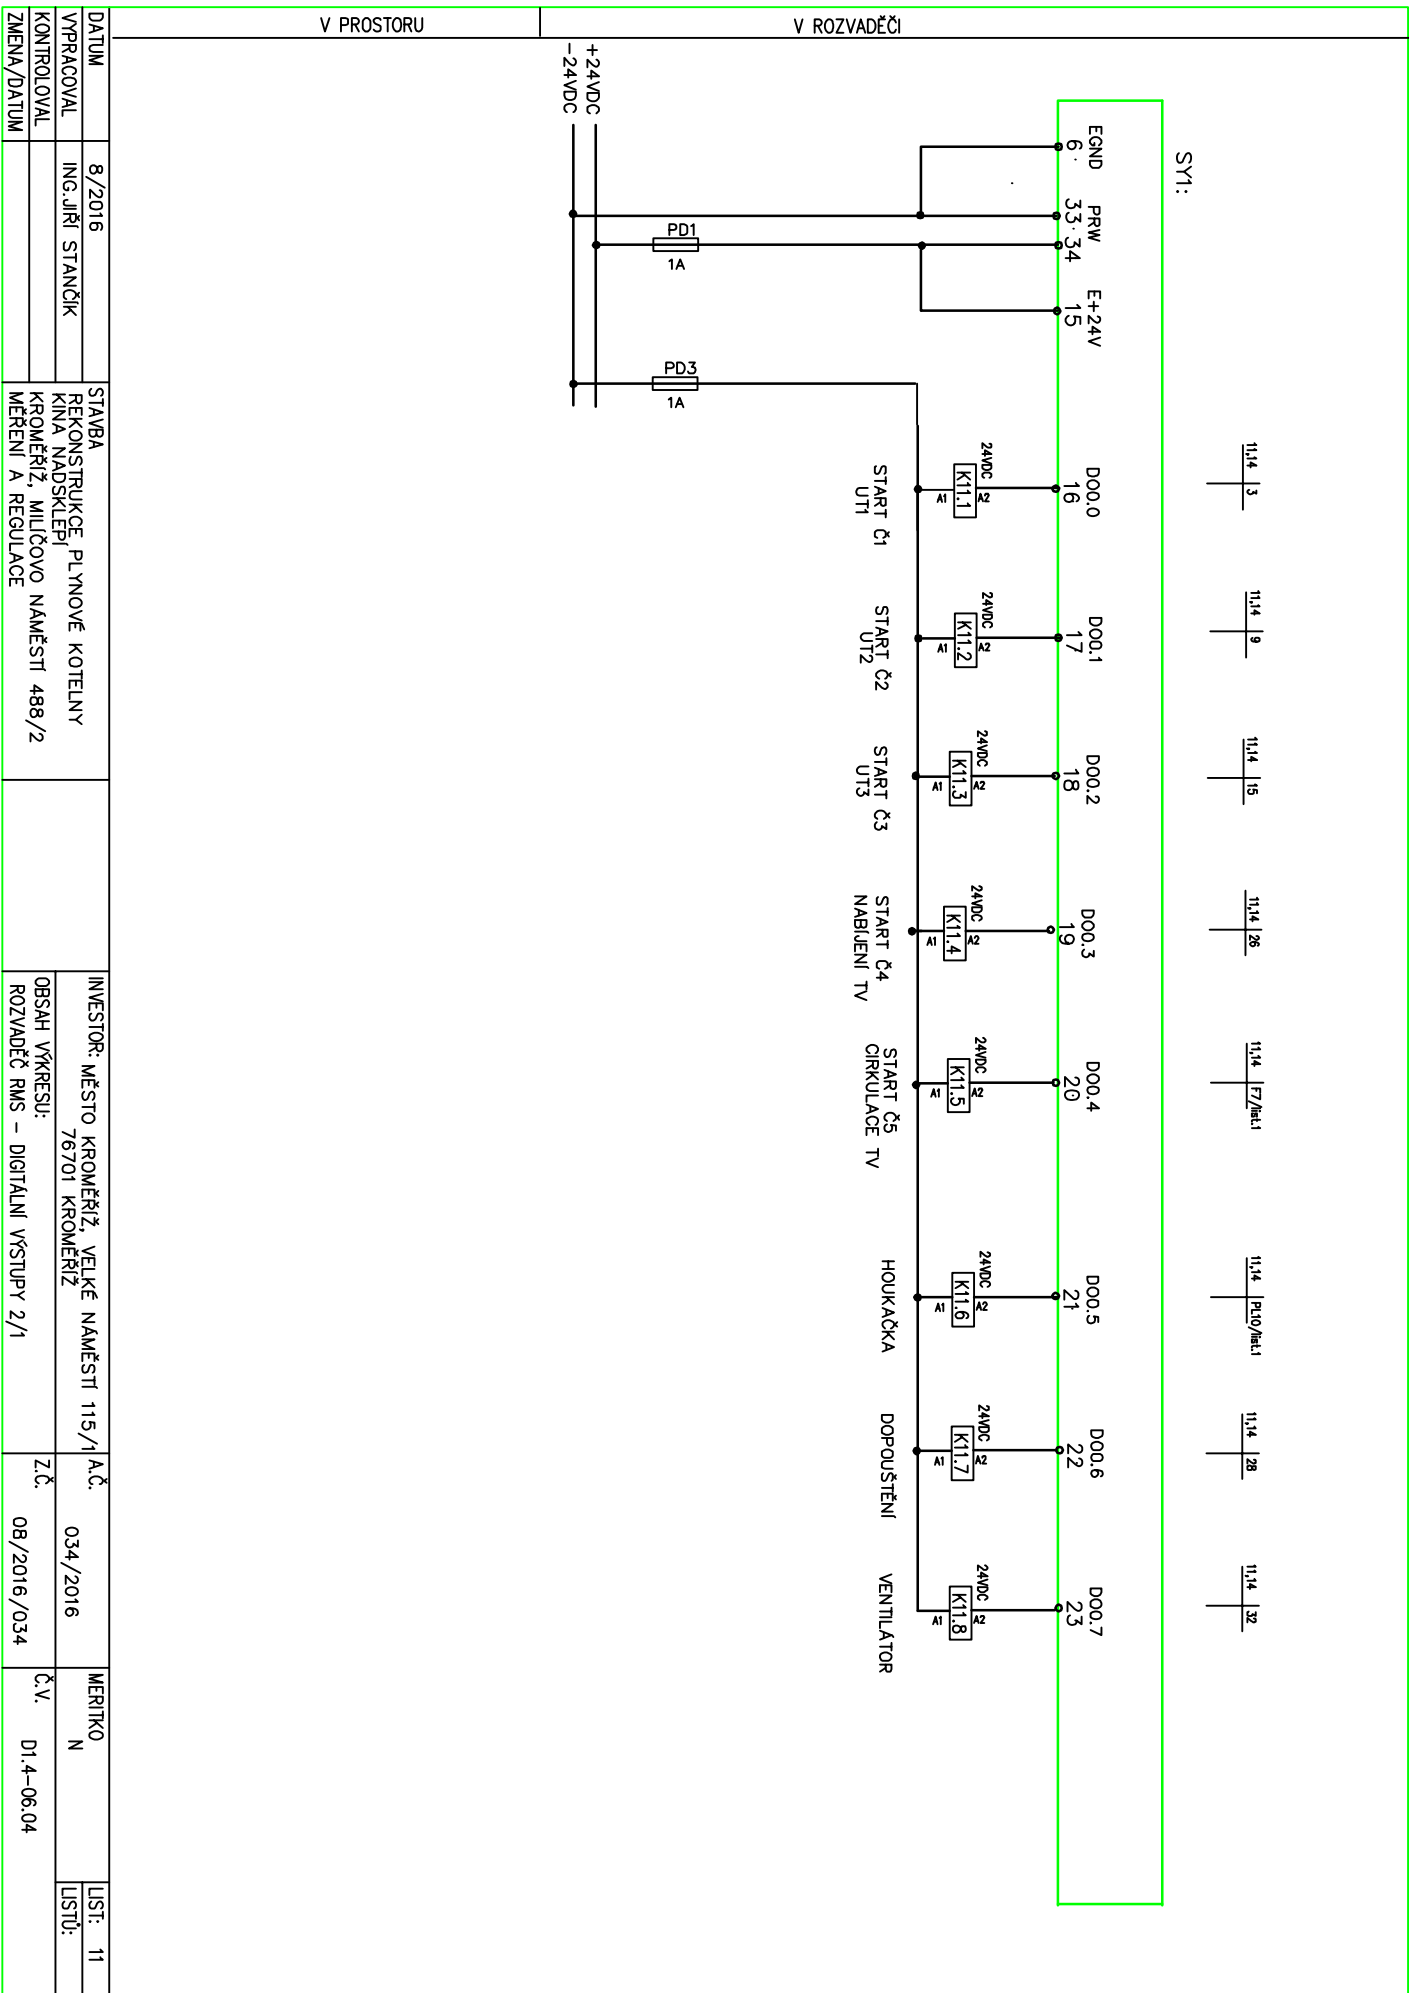 V PROSTORU
V ROZVADĚČI
SY1:
11,14 3
11,14 9
11,14 15
11,14 26
11,14 F7/list.1
11,14 PL10/list.1
11,14 28
11,14 32
EGND
6
PRW
33
34
E+24V
15
DO0.0
16
DO0.1
17
DO0.2
18
DO0.3
19
DO0.4
20
DO0.5
21
DO0.6
22
DO0.7
23
24VDC
K11.1
A1
A2
24VDC
K11.2
A1
A2
24VDC
K11.3
A1
A2
24VDC
K11.4
A1
A2
24VDC
K11.5
A1
A2
24VDC
K11.6
A1
A2
24VDC
K11.7
A1
A2
24VDC
K11.8
A1
A2
START Č1
UT1
START Č2
UT2
START Č3
UT3
START Č4
NABÍJENÍ TV
START Č5
CIRKULACE TV
HOUKAČKA
DOPOUŠTĚNÍ
VENTILÁTOR
PD1
1A
PD3
1A
+24VDC
-24VDC
DATUM 8/2016
VYPRACOVAL ING.JIŘÍ STANČÍK
KONTROLOVAL
ZMENA/DATUM
STAVBA
REKONSTRUKCE PLYNOVÉ KOTELNY
KINA NADSKLEPÍ
KROMĚŘÍŽ, MILÍČOVO NÁMĚSTÍ 488/2
MĚŘENÍ A REGULACE
INVESTOR: MĚSTO KROMĚŘÍŽ, VELKÉ NÁMĚSTÍ 115/1
76701 KROMĚŘÍŽ
OBSAH VÝKRESU:
ROZVADĚČ RMS - DIGITÁLNÍ VÝSTUPY 2/1
A.Č.
034/2016
Z.Č.
08/2016/034
MERITKO
N
Č.V.
D1.4-06.04
LIST: 11
LISTŮ: